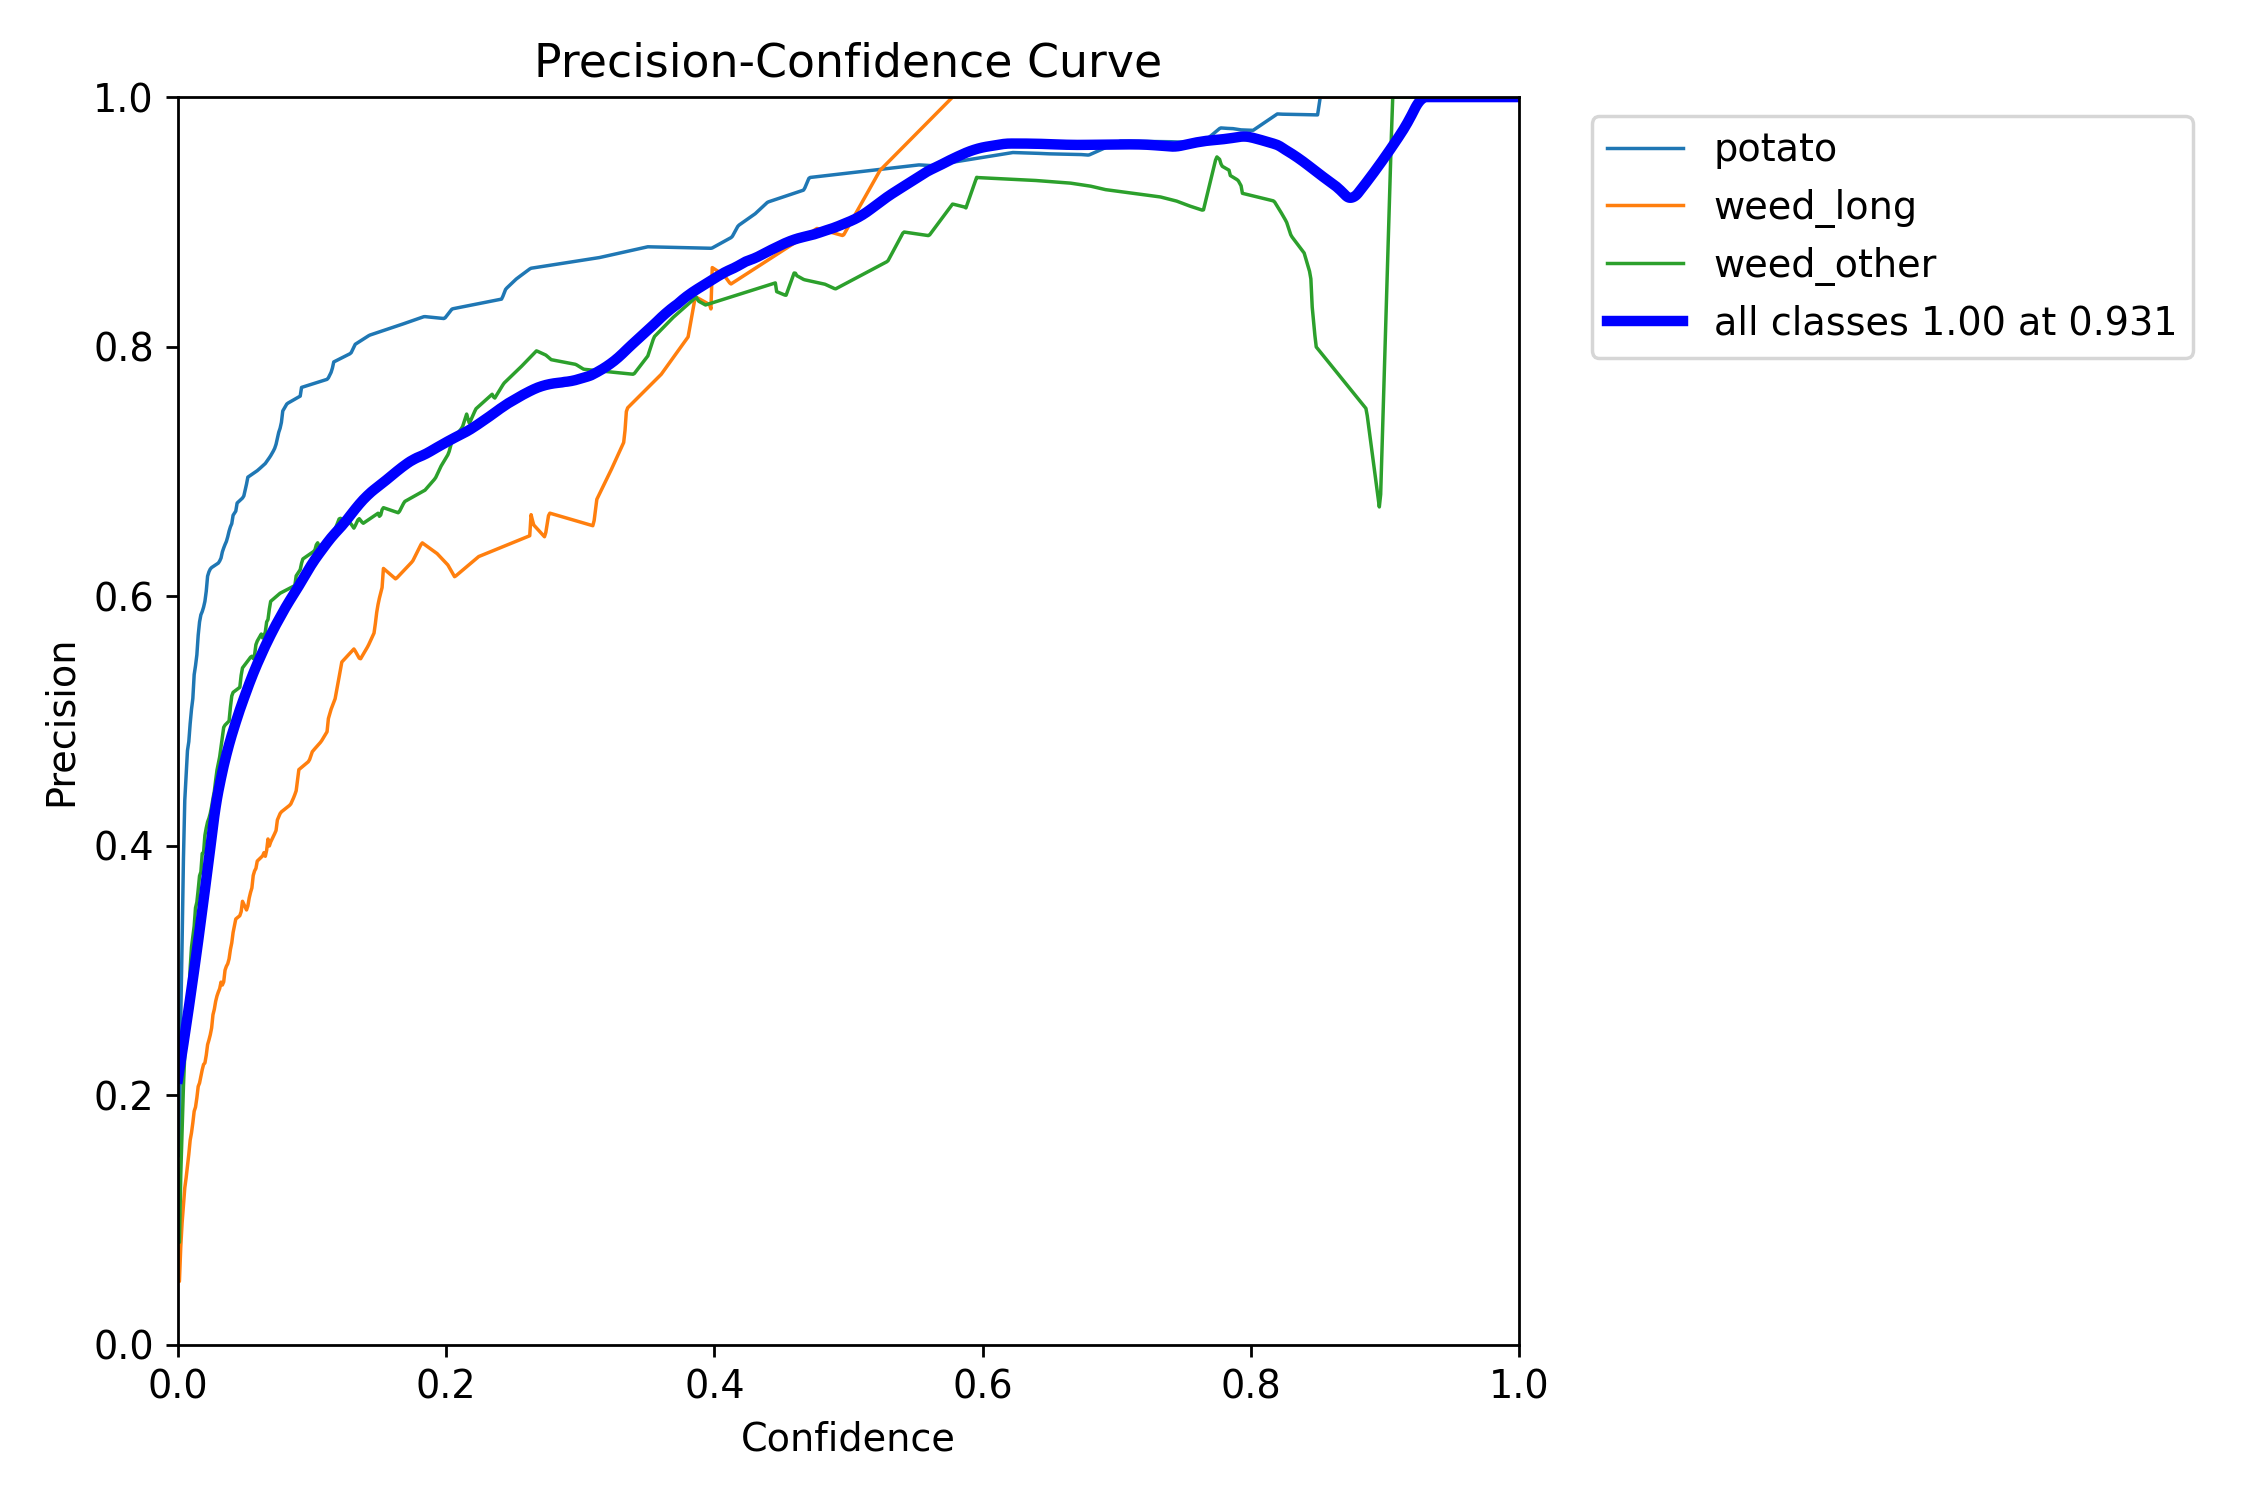 Precision-Confidence Curve
1.0
0.8
0.6
0.4
0.2
0.0
Precision
0.0 0.2 0.4 0.6 0.8 1.0
Confidence
potato
weed_long
weed_other
all classes 1.00 at 0.931